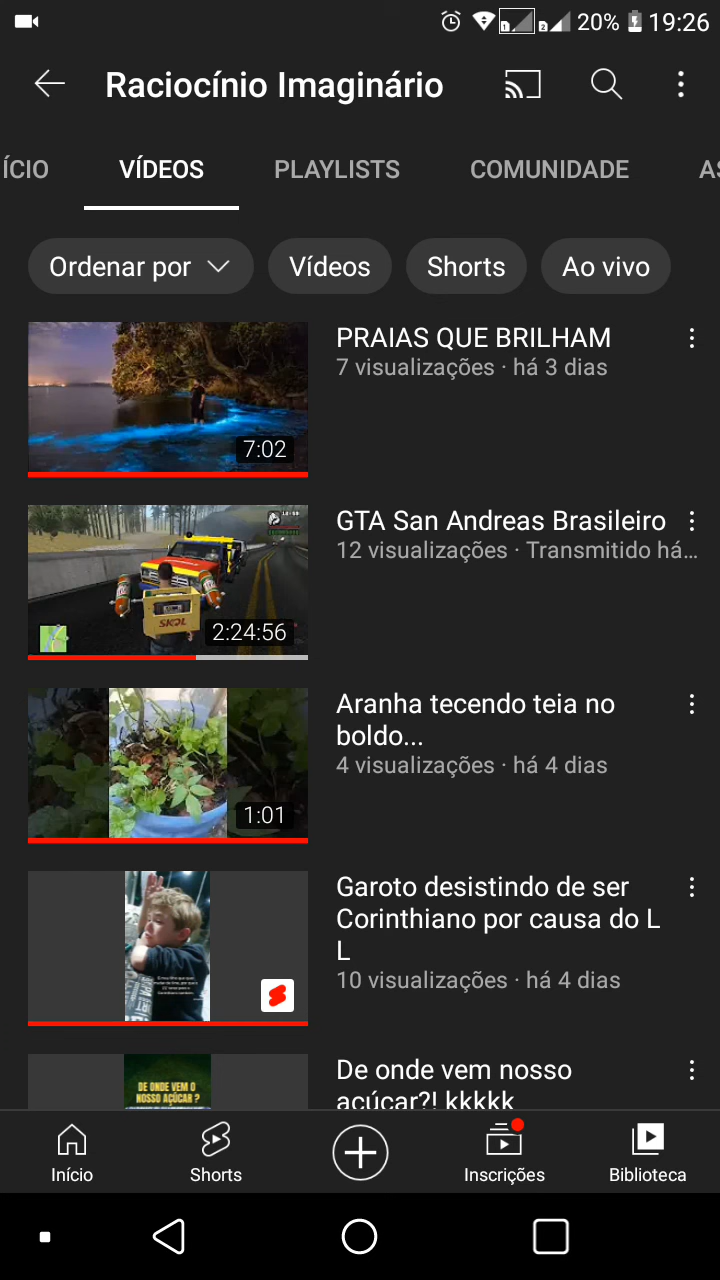 1 2 20% 19:26
Raciocínio Imaginário
ÍCIO VÍDEOS PLAYLISTS COMUNIDADE AS
Ordenar por Vídeos Shorts Ao vivo
PRAIAS QUE BRILHAM
7 visualizações · há 3 dias
7:02
GTA San Andreas Brasileiro
12 visualizações · Transmitido há...
SKOL
2:24:56
Aranha tecendo teia no
boldo...
4 visualizações · há 4 dias
1:01
Garoto desistindo de ser
Corinthiano por causa do L
L
10 visualizações · há 4 dias
De onde vem nosso
açúcar?! kkkkk
DE ONDE VEM O
NOSSO AÇÚCAR ?
Início Shorts Inscrições Biblioteca